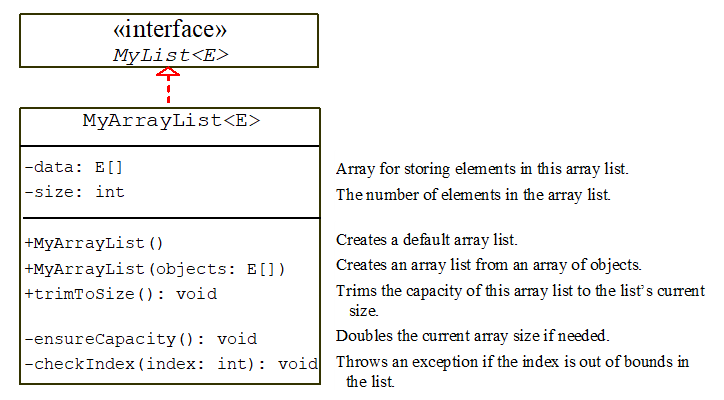 «interface»
MyList<E>
MyArrayList<E>
-data: E[]
Array for storing elements in this array list.
-size: int
The number of elements in the array list.
+MyArrayList()
Creates a default array list.
+MyArrayList(objects: E[])
Creates an array list from an array of objects.
+trimToSize(): void
Trims the capacity of this array list to the list's current
size.
-ensureCapacity(): void
Doubles the current array size if needed.
-checkIndex(index: int): void
Throws an exception if the index is out of bounds in
the list.